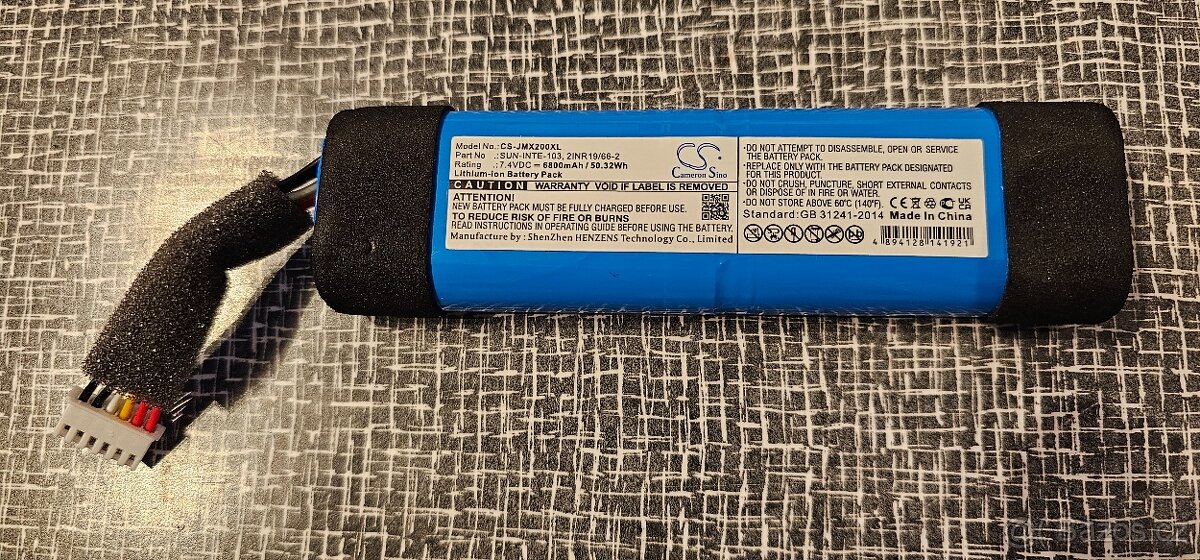 Model No.: CS-JMX200XL
Part No .: SUN-INTE-103, 2INR19/66-2
Rating .: 7.4VDC ⎓ 6800mAh / 50.32Wh
Lithium-Ion Battery Pack
CS
Cameron Sino
CAUTION WARRANTY VOID IF LABEL IS REMOVED
ATTENTION!
NEW BATTERY PACK MUST BE FULLY CHARGED BEFORE USE.
TO REDUCE RISK OF FIRE OR BURNS
READ INSTRUCTIONS IN OPERATING GUIDE BEFORE USING THE BATTERY.
Manufacture by : ShenZhen HENZENS Technology Co., Limited
·DO NOT ATTEMPT TO DISASSEMBLE, OPEN OR SERVICE
THE BATTERY PACK.
·REPLACE ONLY WITH THE BATTERY PACK DESIGNATED
FOR THIS PRODUCT.
·DO NOT CRUSH, PUNCTURE, SHORT EXTERNAL CONTACTS
OR DISPOSE OF IN FIRE OR WATER.
·DO NOT STORE ABOVE 60°C (140°F). CE UKCA
Standard:GB 31241-2014 Made In China
4 894128 141921
Bazos.cz